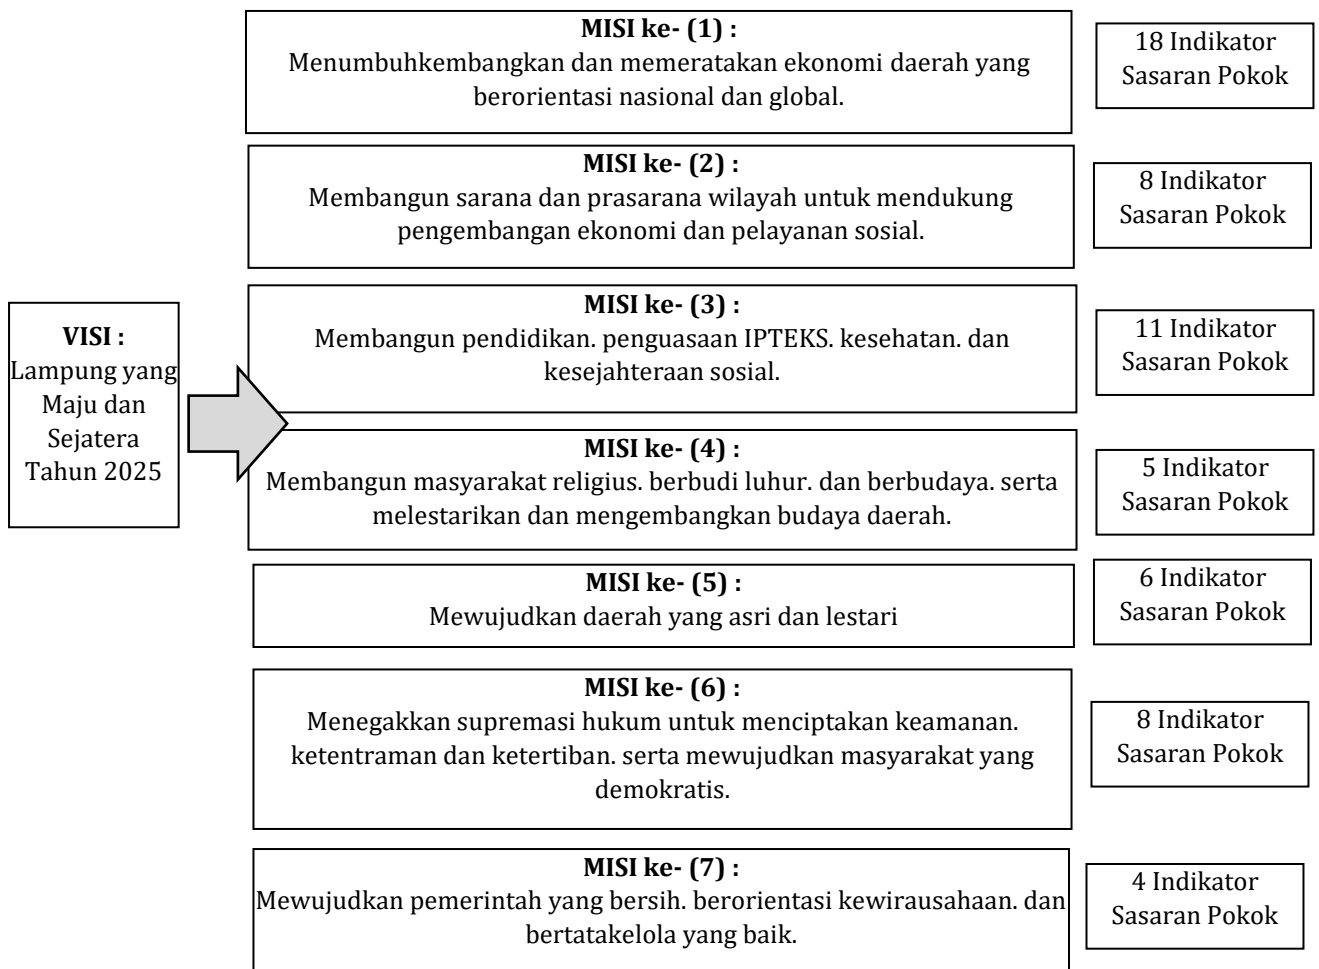 MISI ke- (1) :
Menumbuhkembangkan dan memeratakan ekonomi daerah yang
berorientasi nasional dan global.
18 Indikator
Sasaran Pokok
MISI ke- (2) :
Membangun sarana dan prasarana wilayah untuk mendukung
pengembangan ekonomi dan pelayanan sosial.
8 Indikator
Sasaran Pokok
VISI :
Lampung yang
Maju dan
Sejatera
Tahun 2025
MISI ke- (3) :
Membangun pendidikan. penguasaan IPTEKS. kesehatan. dan
kesejahteraan sosial.
11 Indikator
Sasaran Pokok
MISI ke- (4) :
Membangun masyarakat religius. berbudi luhur. dan berbudaya. serta
melestarikan dan mengembangkan budaya daerah.
5 Indikator
Sasaran Pokok
MISI ke- (5) :
Mewujudkan daerah yang asri dan lestari
6 Indikator
Sasaran Pokok
MISI ke- (6) :
Menegakkan supremasi hukum untuk menciptakan keamanan.
ketentraman dan ketertiban. serta mewujudkan masyarakat yang
demokratis.
8 Indikator
Sasaran Pokok
MISI ke- (7) :
Mewujudkan pemerintah yang bersih. berorientasi kewirausahaan. dan
bertatakelola yang baik.
4 Indikator
Sasaran Pokok